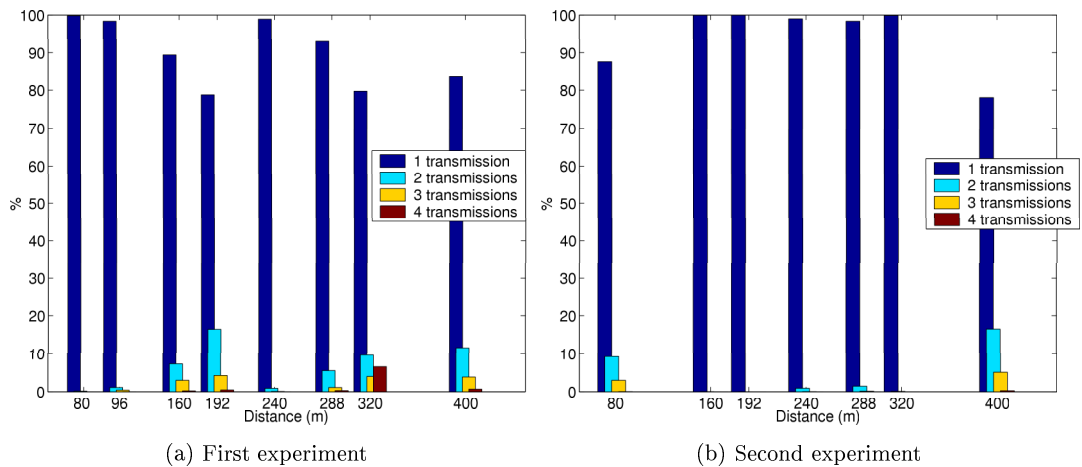 100
90
80
70
60
50
40
30
20
10
0
%
1 transmission
2 transmissions
3 transmissions
4 transmissions
80 96 160 192 240 288 320 400
Distance (m)
(a) First experiment
100
90
80
70
60
50
40
30
20
10
0
%
1 transmission
2 transmissions
3 transmissions
4 transmissions
80 160 192 240 288 320 400
Distance (m)
(b) Second experiment